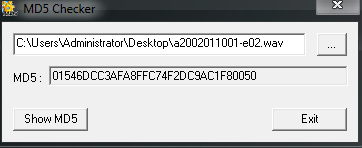 MD5 Checker
C:\Users\Administrator\Desktop\a2002011001-e02.wav
...
MD5 :
01546DCC3AFA8FFC74F2DC9AC1F80050
Show MD5
Exit